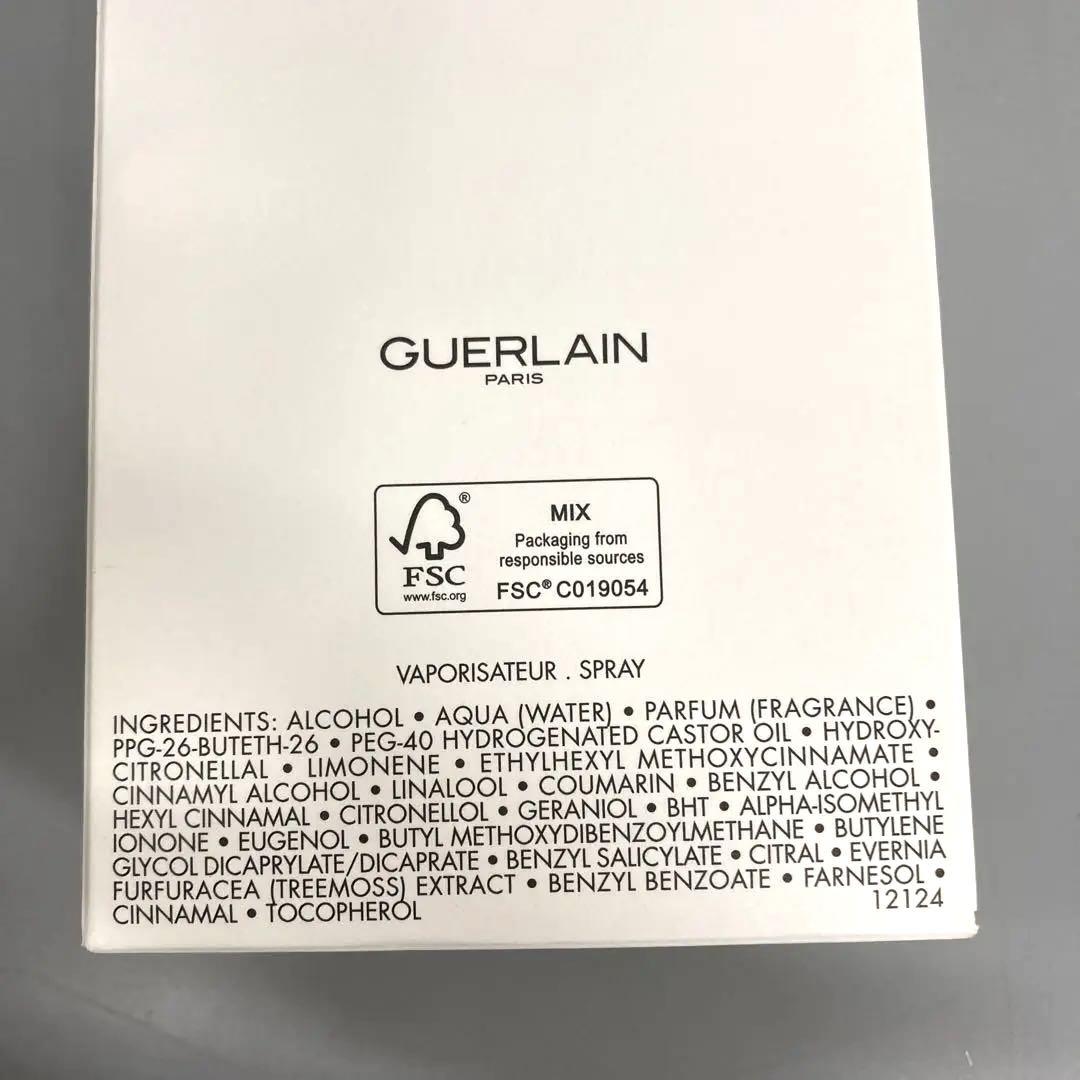 GUERLAIN
PARIS
®
MIX
Packaging from
responsible sources
FSC
www.fsc.org
FSC® C019054
VAPORISATEUR . SPRAY
INGREDIENTS: ALCOHOL • AQUA (WATER) • PARFUM (FRAGRANCE) •
PPG-26-BUTETH-26 • PEG-40 HYDROGENATED CASTOR OIL • HYDROXY-
CITRONELLAL • LIMONENE • ETHYLHEXYL METHOXYCINNAMATE •
CINNAMYL ALCOHOL • LINALOOL • COUMARIN • BENZYL ALCOHOL •
HEXYL CINNAMAL • CITRONELLOL • GERANIOL • BHT • ALPHA-ISOMETHYL
IONONE • EUGENOL • BUTYL METHOXYDIBENZOYLMETHANE • BUTYLENE
GLYCOL DICAPRYLATE/DICAPRATE • BENZYL SALICYLATE • CITRAL • EVERNIA
FURFURACEA (TREEMOSS) EXTRACT • BENZYL BENZOATE • FARNESOL •
CINNAMAL • TOCOPHEROL
12124